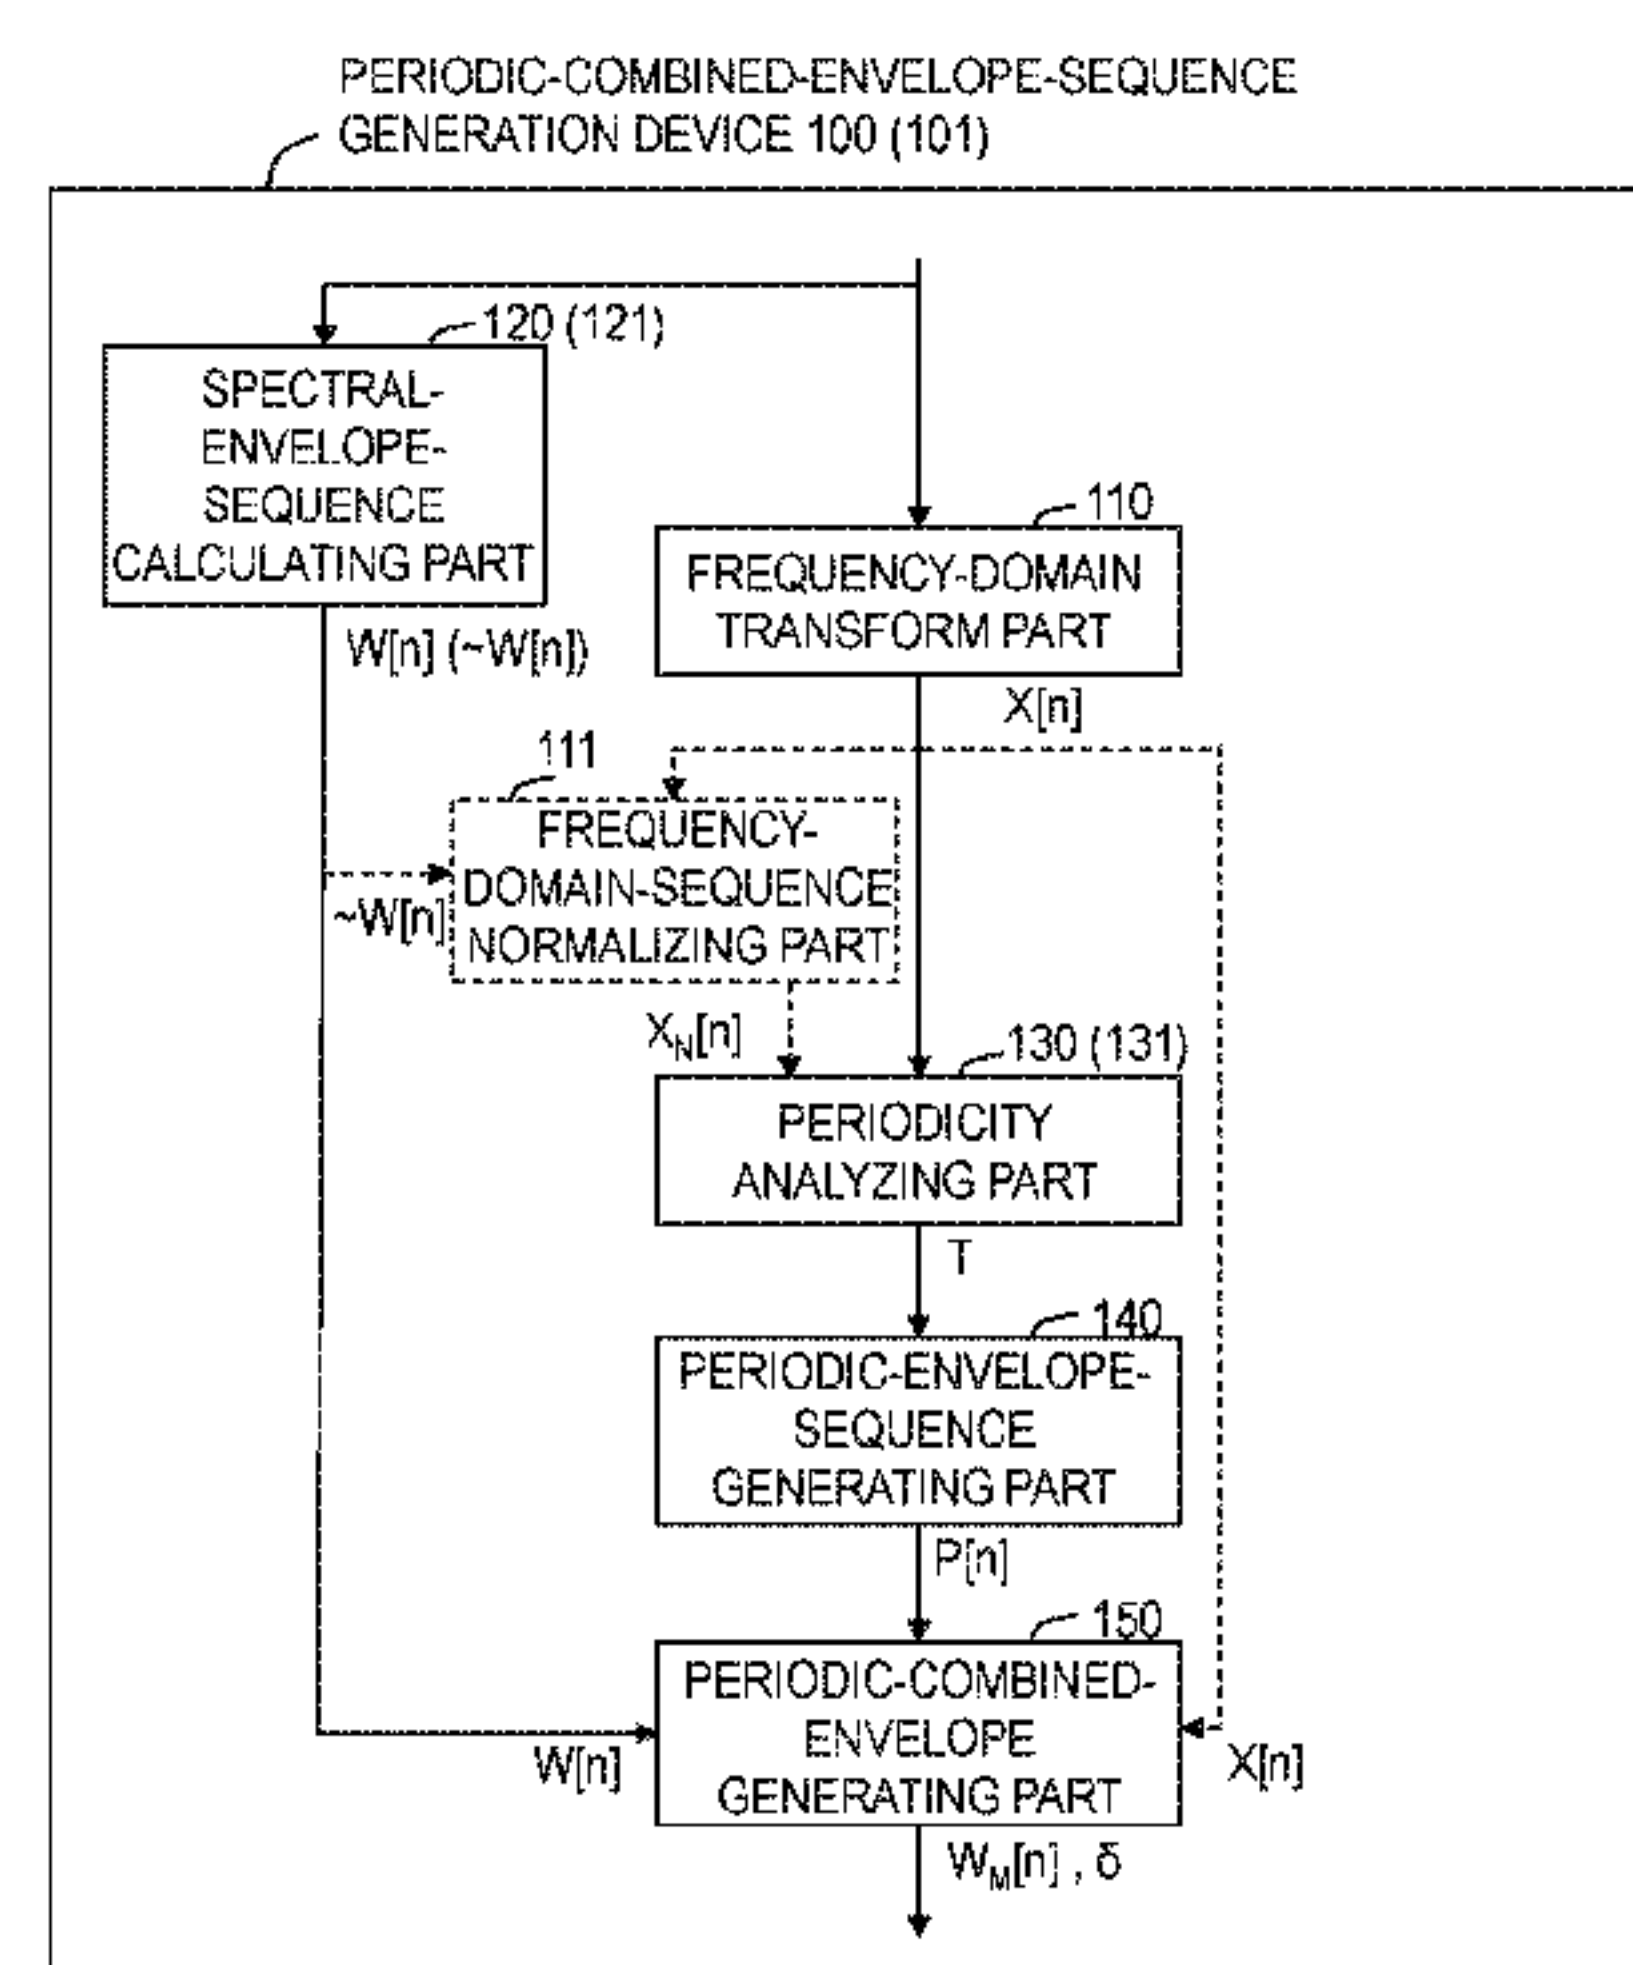 PERIODIC-COMBINED-ENVELOPE-SEQUENCE
GENERATION DEVICE 100 (101)
120 (121)
SPECTRAL-
ENVELOPE-
SEQUENCE
CALCULATING PART
110
FREQUENCY-DOMAIN
TRANSFORM PART
W[n] (~W[n])
X[n]
111
FREQUENCY-
DOMAIN-SEQUENCE
NORMALIZING PART
~W[n]
X_N[n]
130 (131)
PERIODICITY
ANALYZING PART
T
140
PERIODIC-ENVELOPE-
SEQUENCE
GENERATING PART
P[n]
150
PERIODIC-COMBINED-
ENVELOPE
GENERATING PART
W[n]
X[n]
W_M[n] , δ